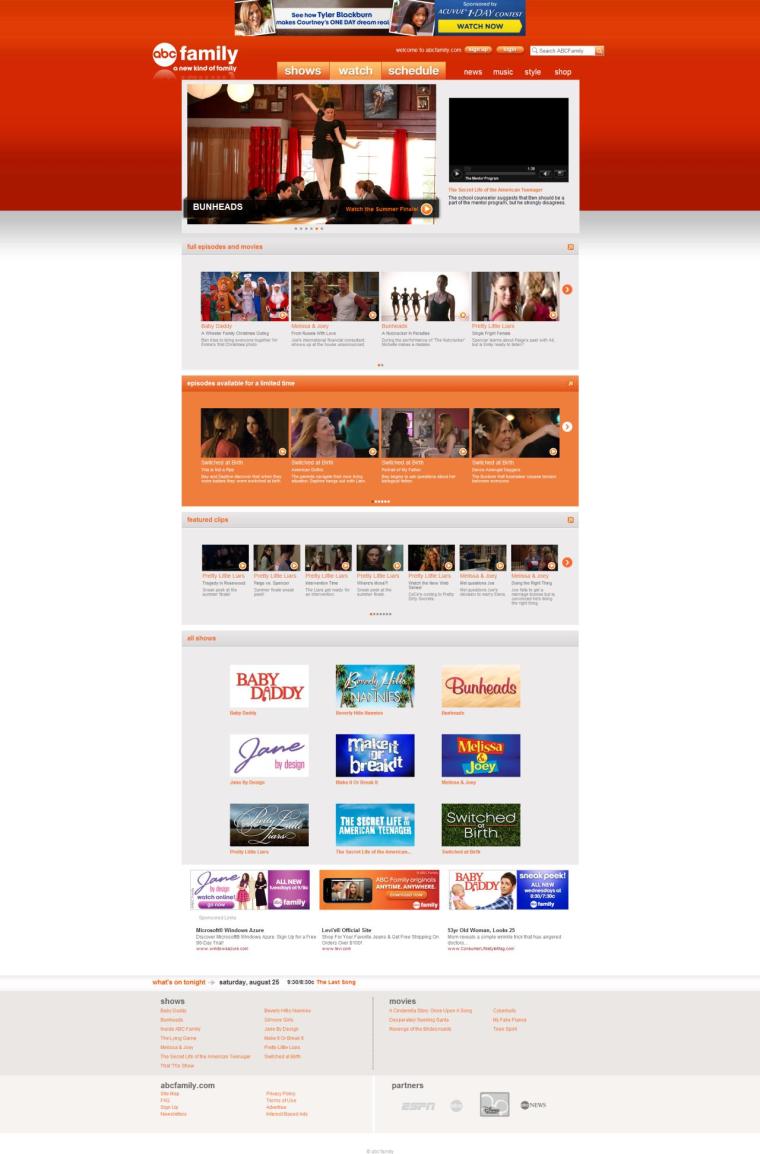 See how Tyler Blackburn
makes Courtney's ONE DAY dream real
Sponsored by
ACUVUE 1-DAY CONTEST
WATCH NOW
abc family
a new kind of family
welcome to abcfamily.com sign up login
Search ABCFamily
shows watch schedule news music style shop
BUNHEADS
Watch the Summer Finale!
1:38
The Mentor Program
The Secret Life of the American Teenager
The school counselor suggests that Ben should be a
part of the mentor program, but he strongly disagrees.
full episodes and movies
Baby Daddy
A Wheeler Family Christmas Outing
Ben tries to bring everyone together for
Emma's first Christmas photo
Melissa & Joey
From Russia With Love
Joe's international financial consultant,
shows up at the house unannounced.
Bunheads
A Nutcracker In Paradise
During the performance of "The Nutcracker"
Michelle makes a mistake.
Pretty Little Liars
Single Fright Female
Spencer learns about Paige's past with Ali,
but is Emily ready to listen?
episodes available for a limited time
Switched at Birth
This Is Not a Pipe
Bay and Daphne discover that when they
were babies they were switched at birth.
Switched at Birth
American Gothic
The parents navigate their new living
situation. Daphne hangs out with Liam.
Switched at Birth
Portrait of My Father
Bay begins to ask questions about her
biological father.
Switched at Birth
Dance Amongst Daggers
between everyone
featured clips
Pretty Little Liars
Tragedy in Rosewood
Sneak peek of the
summer finale!
Pretty Little Liars
Paige vs. Spencer
Summer finale sneak
peek!
Pretty Little Liars
Intervention Time
The Liars get ready for
an intervention.
Pretty Little Liars
Where's Mona?!
Sneak peek of the
summer finale.
Pretty Little Liars
Watch the New Web
Series!
CeCe's coming to Pretty
Dirty Secrets.
Melissa & Joey
Mel questions Joe
Mel questions Joe's
decision to marry Elena.
Melissa & Joey
Doing the Right Thing
Joe fails to get a
marriage license but is
convinced he's doing
the right thing.
all shows
BABY DADDY
Baby Daddy
Beverly Hills NANNIES
Beverly Hills Nannies
Bunheads
Bunheads
Jane by design
Jane By Design
make it or break it
Make It Or Break It
Melissa & Joey
Melissa & Joey
Pretty Little Liars
Pretty Little Liars
THE SECRET LIFE OF THE AMERICAN TEENAGER
The Secret Life of the American...
Switched at Birth
Switched at Birth
Jane by design
watch online!
go now
ALL NEW
tuesdays at 9/8c
abc family
ABC Family originals
ANYTIME. ANYWHERE.
Download now
abc family
BABY DADDY
sneak peek!
ALL NEW
wednesdays at
8:30/7:30c
abc family
Sponsored Links
Microsoft® Windows Azure
Discover Microsoft® Windows Azure. Sign Up for a Free
90-Day Trial!
www.windowsazure.com
Levi's® Official Site
Shop For Your Favorite Jeans & Get Free Shipping On
Orders Over $100!
www.levi.com
53yr Old Woman, Looks 25
Mom reveals a simple wrinkle trick that has angered
doctors...
www.ConsumerLifestyleMag.com
what's on tonight saturday, august 25 9:30/8:30c The Last Song
shows
Baby Daddy
Bunheads
Inside ABC Family
The Lying Game
Melissa & Joey
The Secret Life of the American Teenager
That '70s Show
Beverly Hills Nannies
Gilmore Girls
Jane By Design
Make It Or Break It
Pretty Little Liars
Switched at Birth
movies
A Cinderella Story: Once Upon A Song
Desperately Seeking Santa
Revenge of the Bridesmaids
Cyberbully
My Fake Fiance
Teen Spirit
abcfamily.com
Site Map
FAQ
Sign Up
Newsletters
Privacy Policy
Terms of Use
Advertise
Interest Based Ads
partners
ESPN
abc
Disney
abc NEWS
© abc family